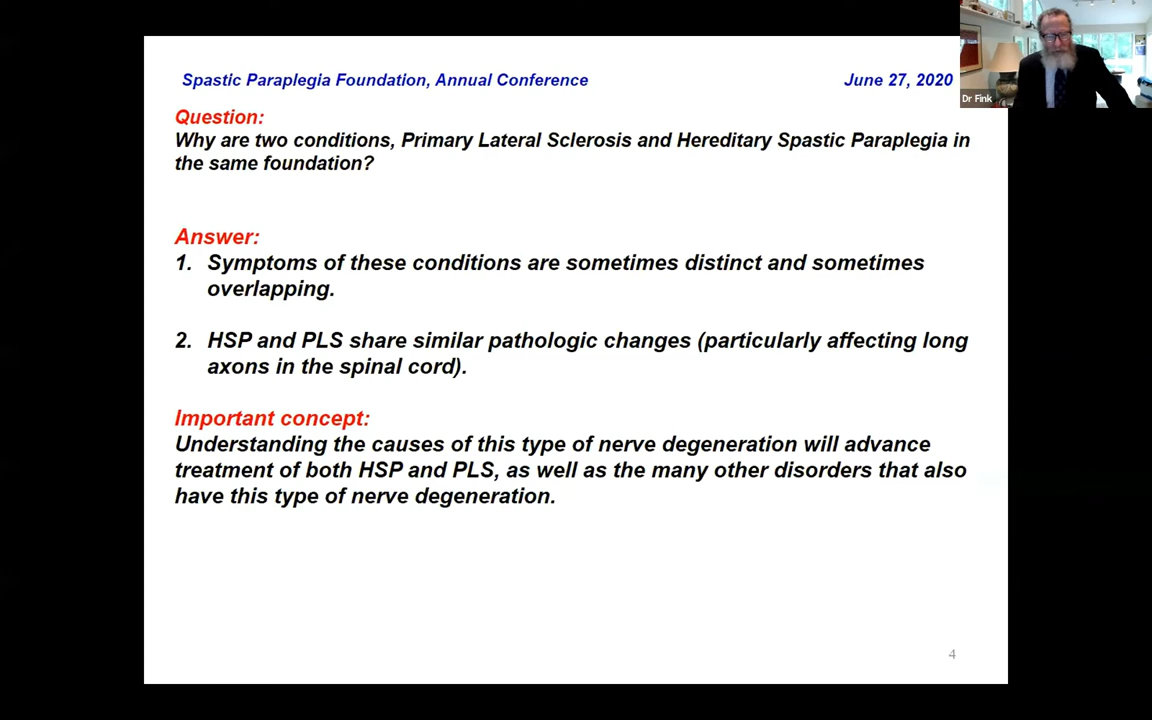 Spastic Paraplegia Foundation, Annual Conference June 27, 2020
Dr Fink
Question:
Why are two conditions, Primary Lateral Sclerosis and Hereditary Spastic Paraplegia in
the same foundation?
Answer:
1. Symptoms of these conditions are sometimes distinct and sometimes
overlapping.
2. HSP and PLS share similar pathologic changes (particularly affecting long
axons in the spinal cord).
Important concept:
Understanding the causes of this type of nerve degeneration will advance
treatment of both HSP and PLS, as well as the many other disorders that also
have this type of nerve degeneration.
4